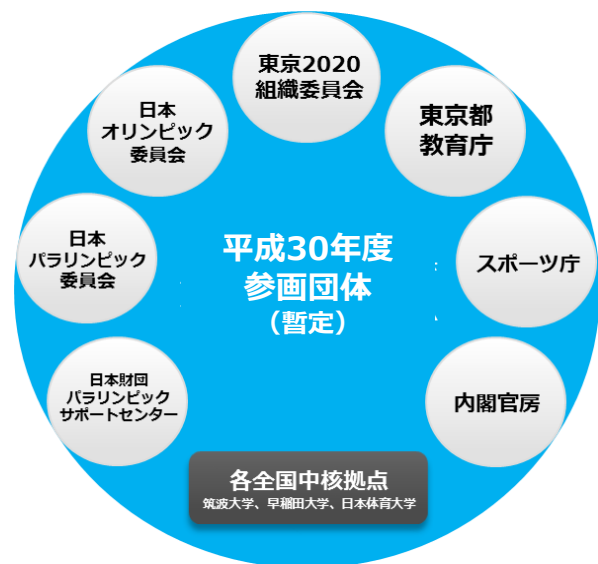 東京2020
組織委員会
日本
オリンピック
委員会
東京都
教育庁
日本
パラリンピック
委員会
平成30年度
参画団体
（暫定）
スポーツ庁
日本財団
パラリンピック
サポートセンター
内閣官房
各全国中核拠点
筑波大学、早稲田大学、日本体育大学